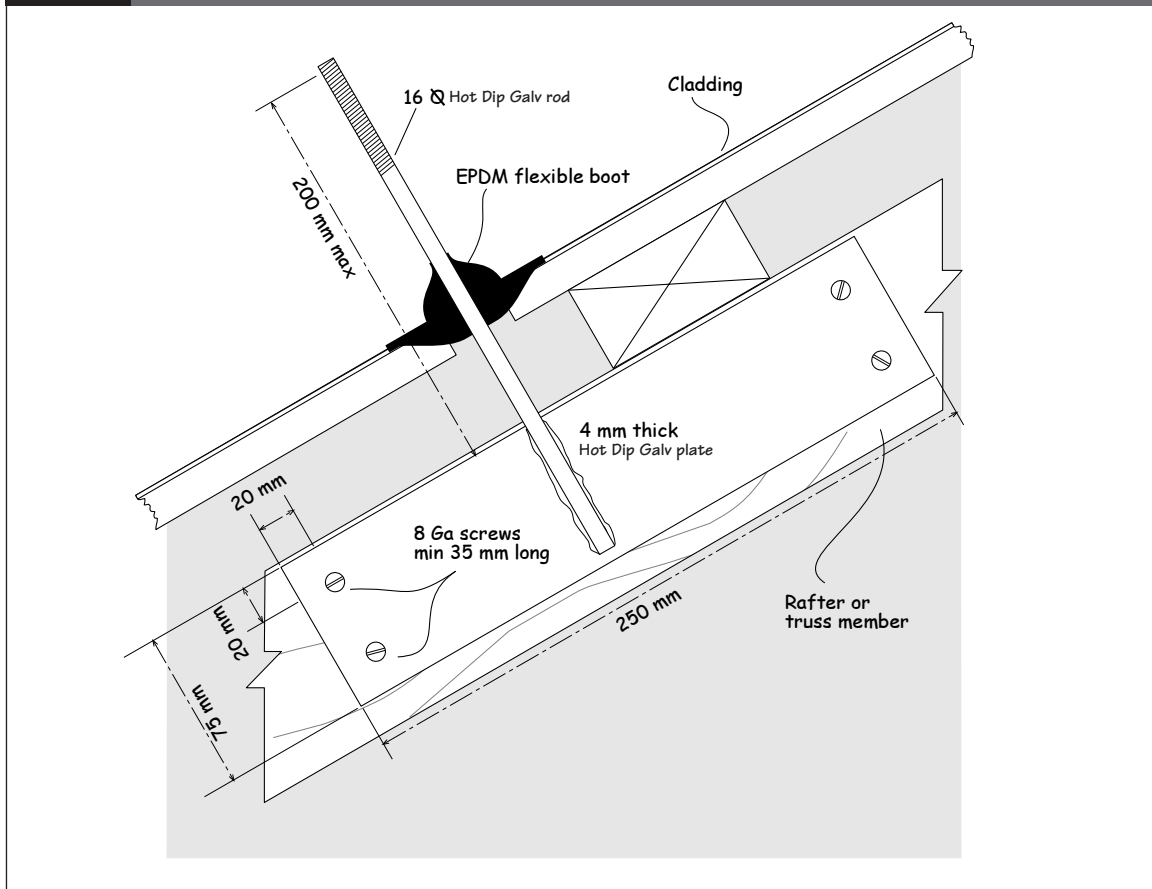 16 Ø Hot Dip Galv rod
Cladding
EPDM flexible boot
200 mm max
4 mm thick
Hot Dip Galv plate
20 mm
8 Ga screws
min 35 mm long
20 mm
250 mm
Rafter or
truss member
75 mm